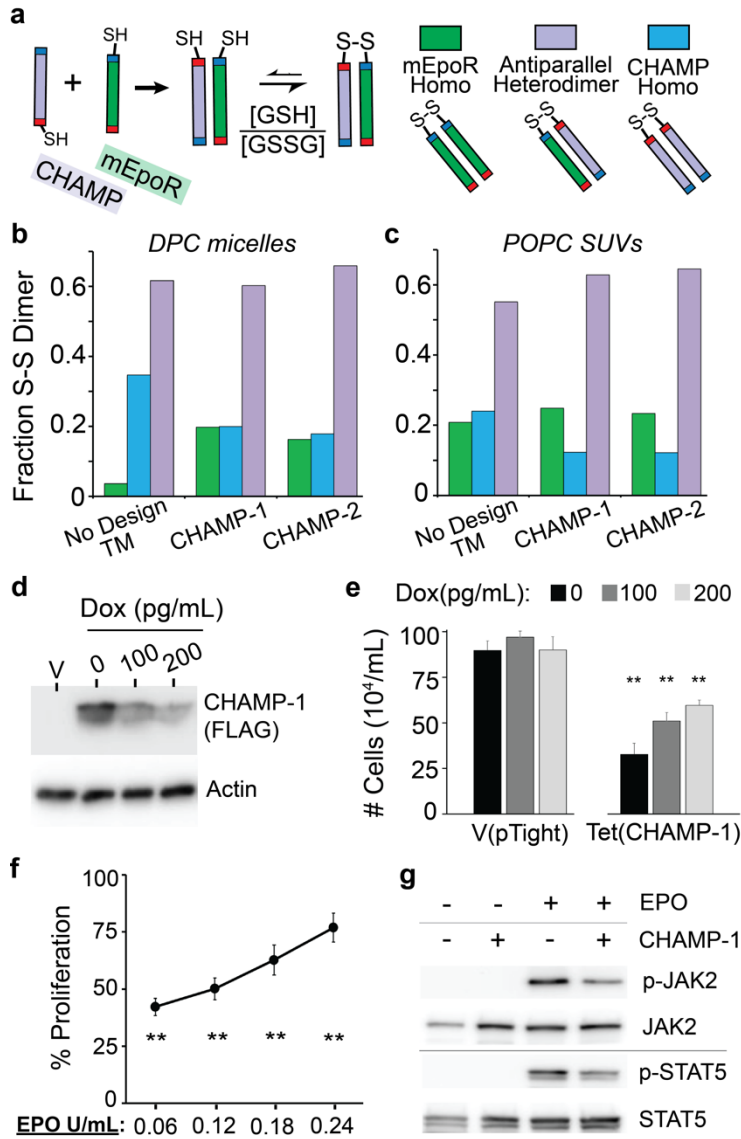 a
SH
SH
SH
S-S
mEpoR
Homo
Antiparallel
Heterodimer
CHAMP
Homo
+
SH
[GSH]
[GSSG]
S-S
S-S
S-S
CHAMP
mEpoR
b
DPC micelles
c
POPC SUVs
Fraction S-S Dimer
0.6
0.4
0.2
0
No Design
TM
CHAMP-1
CHAMP-2
0.6
0.4
0.2
0
No Design
TM
CHAMP-1
CHAMP-2
d
Dox (pg/mL)
V
0
100
200
CHAMP-1
(FLAG)
Actin
e
Dox(pg/mL):
0
100
200
# Cells (10⁴/mL)
100
75
50
25
0
** ** **
V(pTight)
Tet(CHAMP-1)
f
% Proliferation
100
75
50
25
0
** ** ** **
EPO U/mL: 0.06 0.12 0.18 0.24
g
- - + + EPO
- + - + CHAMP-1
p-JAK2
JAK2
p-STAT5
STAT5